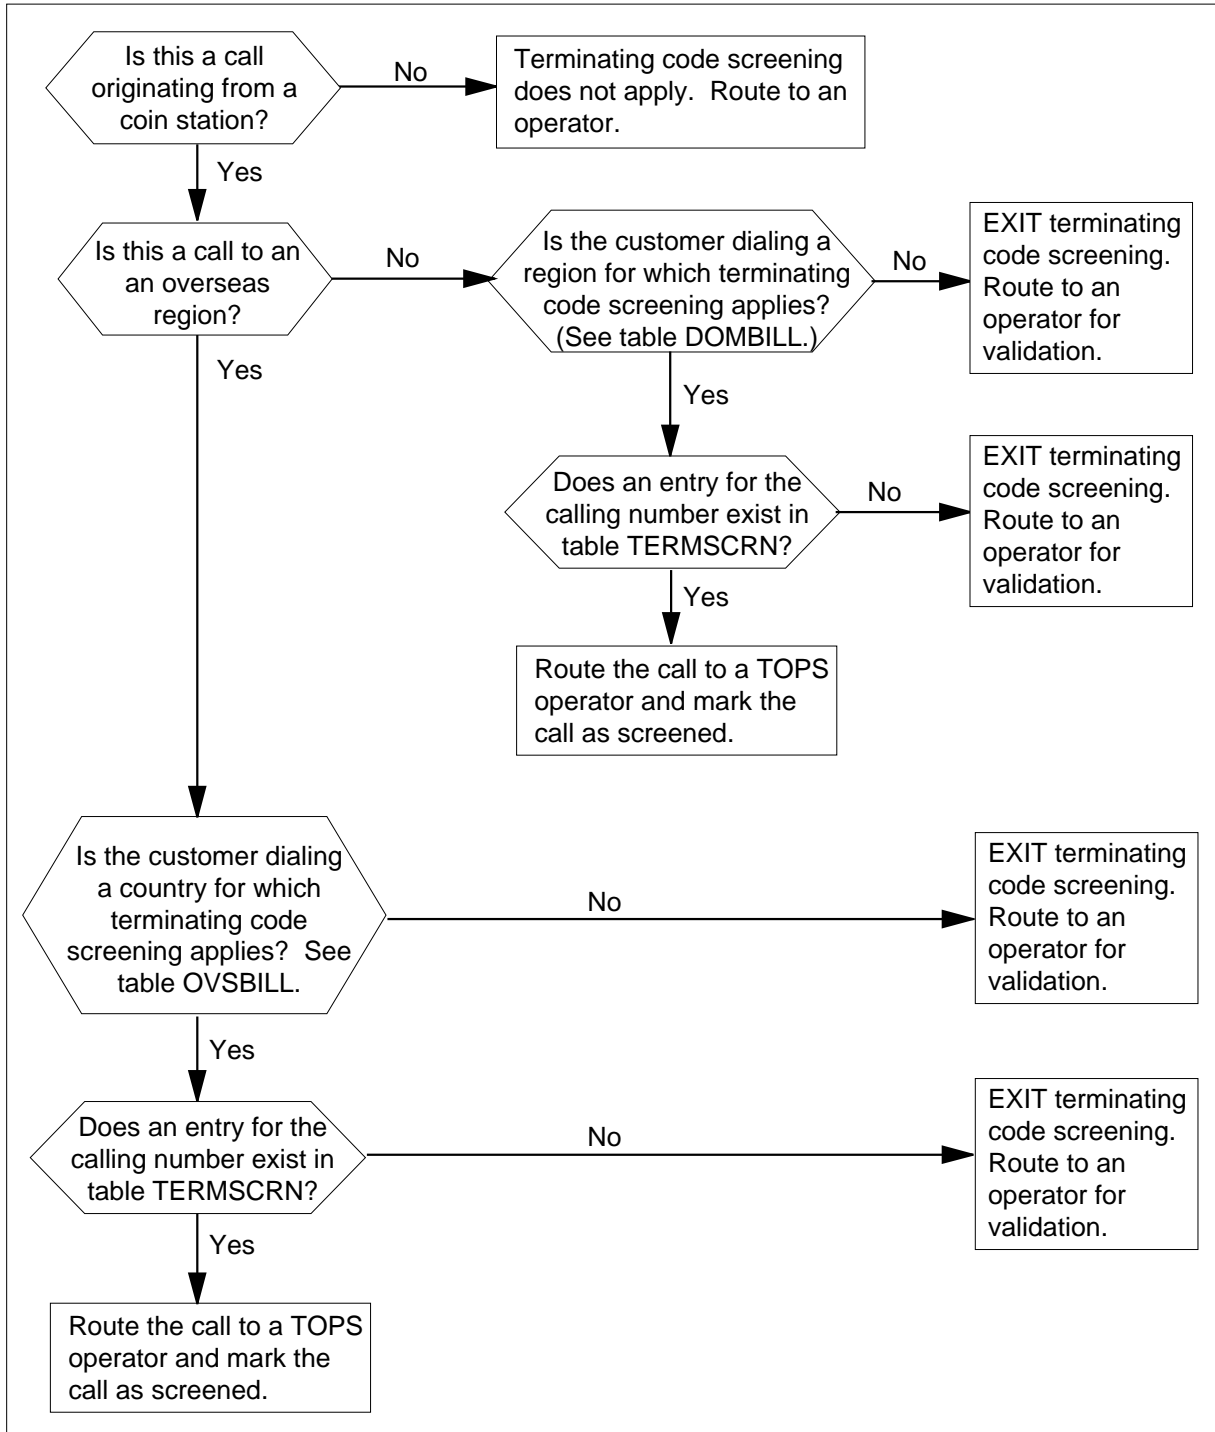 Is this a call
originating from a
coin station?
No
Terminating code screening
does not apply.  Route to an
operator.
Yes
Is this a call to an
an overseas
region?
No
Is the customer dialing a
region for which terminating
code screening applies?
(See table DOMBILL.)
No
EXIT terminating
code screening.
Route to an
operator for
validation.
Yes
Yes
Does an entry for the
calling number exist in
table TERMSCRN?
No
EXIT terminating
code screening.
Route to an
operator for
validation.
Yes
Route the call to a TOPS
operator and mark the
call as screened.
Is the customer dialing
a country for which
terminating code
screening applies?  See
table OVSBILL.
No
EXIT terminating
code screening.
Route to an
operator for
validation.
Yes
Does an entry for the
calling number exist in
table TERMSCRN?
No
EXIT terminating
code screening.
Route to an
operator for
validation.
Yes
Route the call to a TOPS
operator and mark the
call as screened.